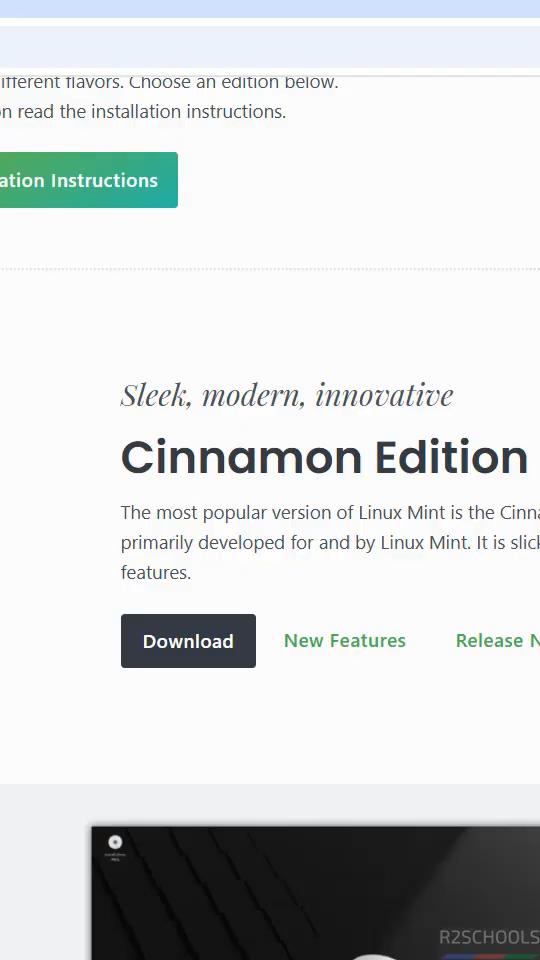 ifferent flavors. Choose an edition below.
on read the installation instructions.
ation Instructions
Sleek, modern, innovative
Cinnamon Edition
The most popular version of Linux Mint is the Cinna
primarily developed for and by Linux Mint. It is slick
features.
Download
New Features
Release N
R2SCHOOLS